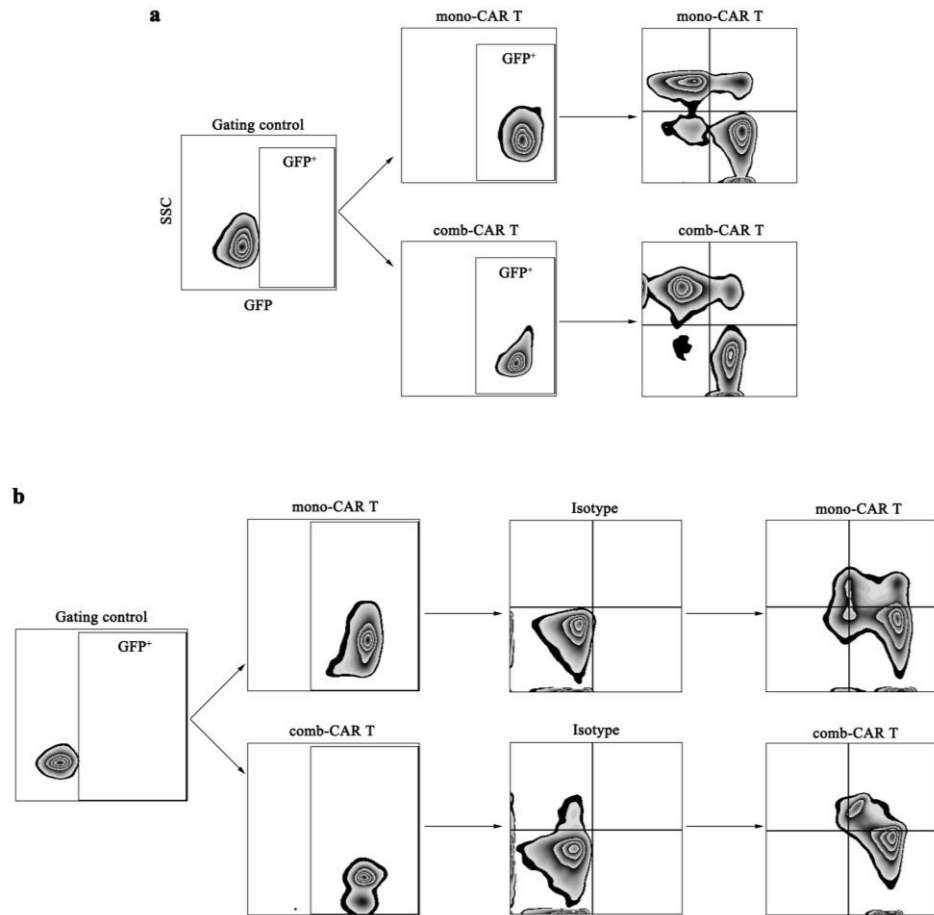 a
mono-CAR T
mono-CAR T
GFP⁺
Gating control
GFP⁺
SSC
GFP
comb-CAR T
comb-CAR T
GFP⁺
b
mono-CAR T
Isotype
mono-CAR T
Gating control
GFP⁺
comb-CAR T
Isotype
comb-CAR T